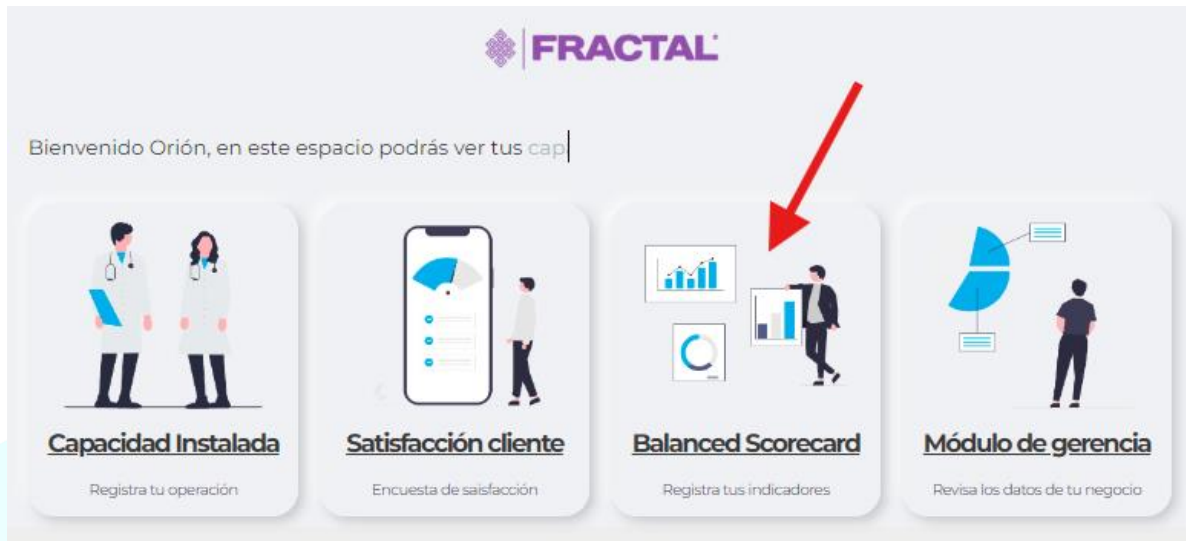 FRACTAL
Bienvenido Orión, en este espacio podrás ver tus cap
Capacidad Instalada
Registra tu operación
Satisfacción cliente
Encuesta de saisfacción
Balanced Scorecard
Registra tus indicadores
Módulo de gerencia
Revisa los datos de tu negocio